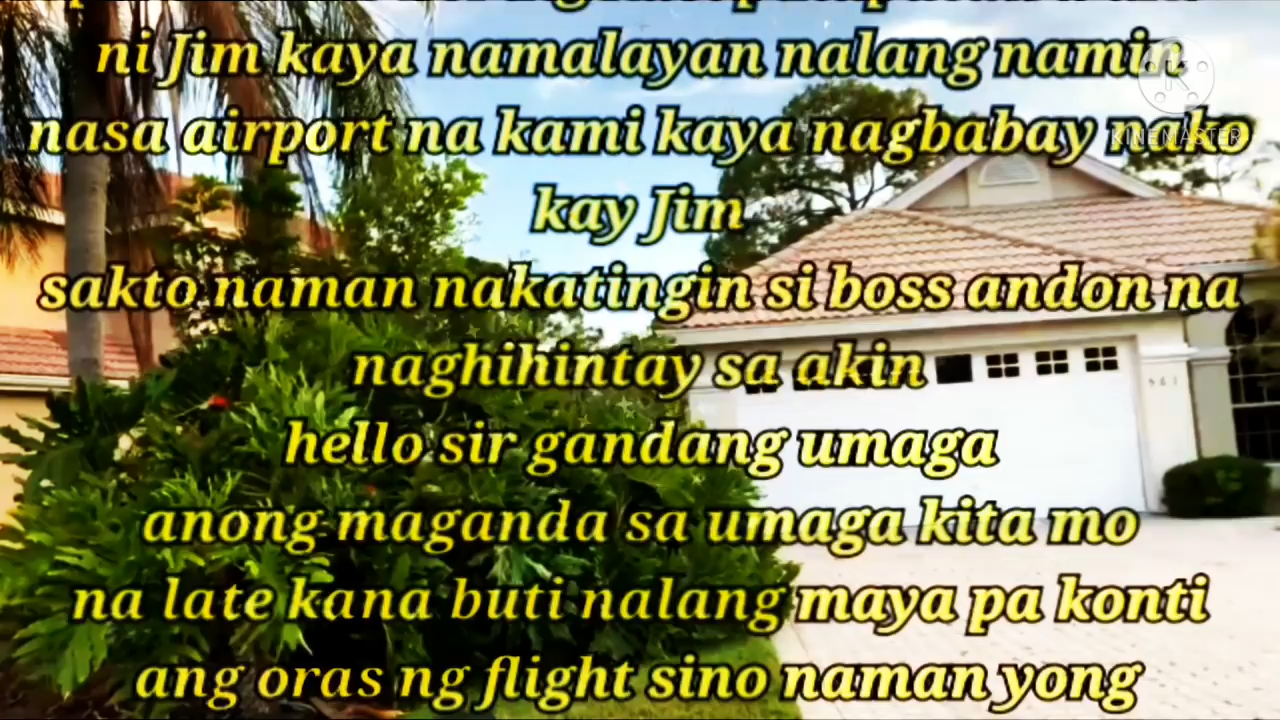 ni Jim kaya namalayan nalang namin
nasa airport na kami kaya nagbabay nako
kay Jim
sakto naman nakatingin si boss andon na
naghihintay sa akin
hello sir gandang umaga
anong maganda sa umaga kita mo
na late kana buti nalang maya pa konti
ang oras ng flight sino naman yong
K
KINEMASTER
561